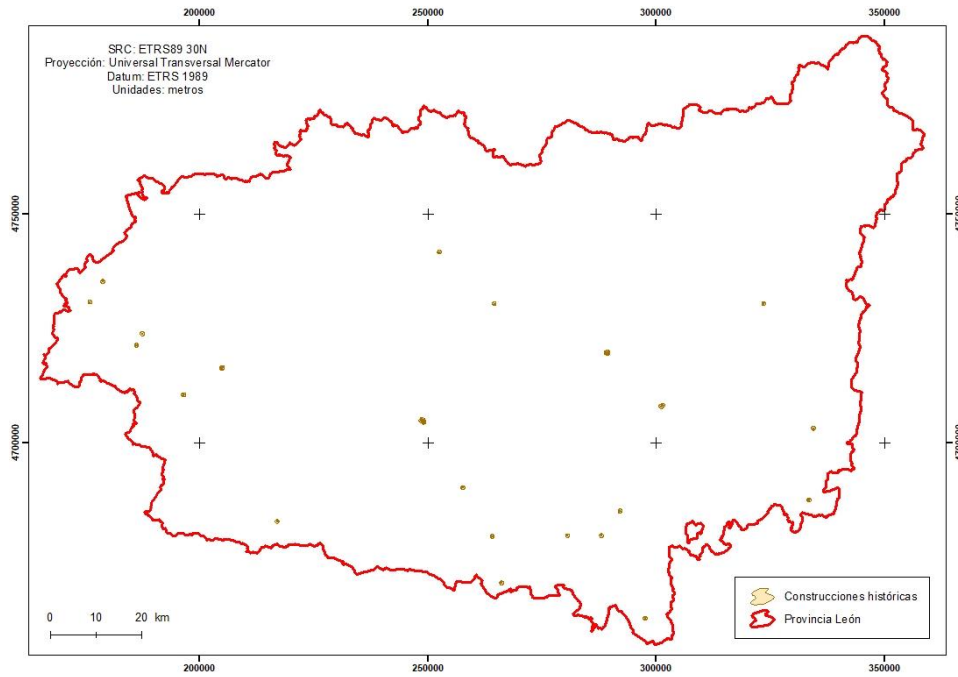 200000 250000 300000 350000
SRC: ETRS89 30N
Proyección: Universal Transversal Mercator
Datum: ETRS 1989
Unidades: metros
4750000 4750000
4700000 4700000
Construcciones históricas
Provincia León
0 10 20 km
200000 250000 300000 350000